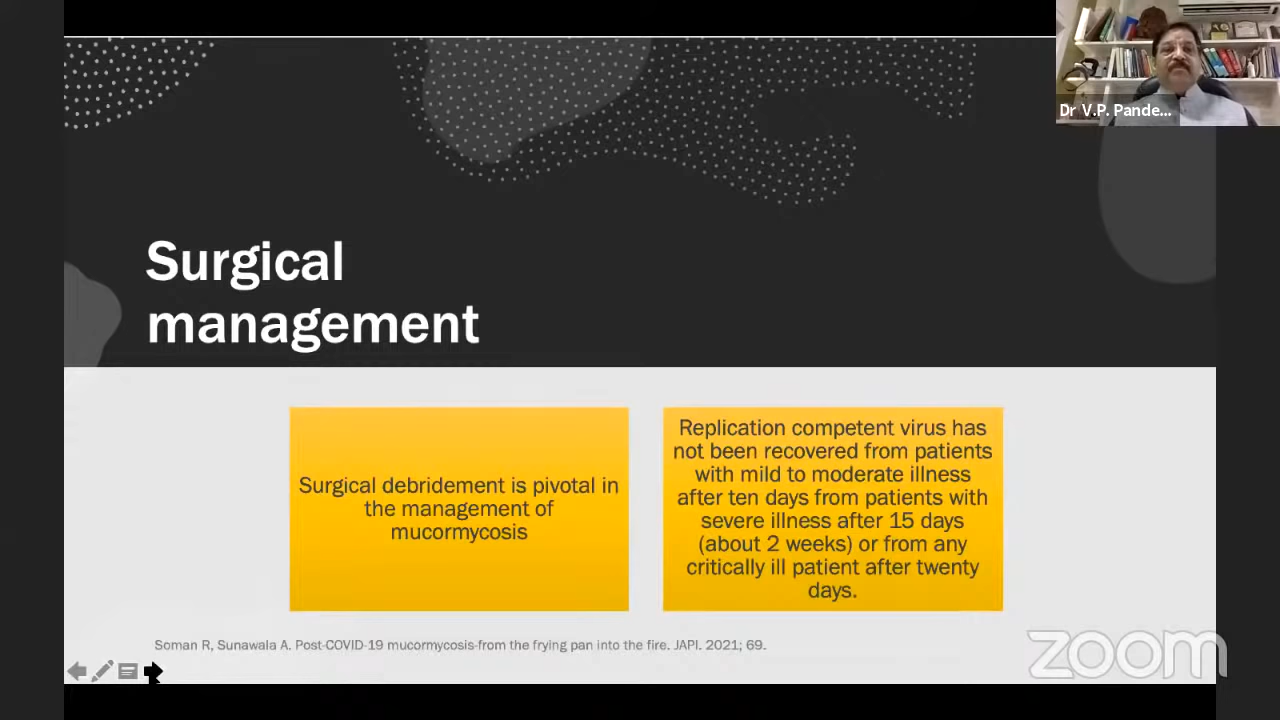 Dr V.P. Pande...
Surgical
management
Surgical debridement is pivotal in
the management of
mucormycosis
Replication competent virus has
not been recovered from patients
with mild to moderate illness
after ten days from patients with
severe illness after 15 days
(about 2 weeks) or from any
critically ill patient after twenty
days.
Soman R, Sunawala A. Post-COVID-19 mucormycosis-from the frying pan into the fire. JAPI. 2021; 69.
zoom